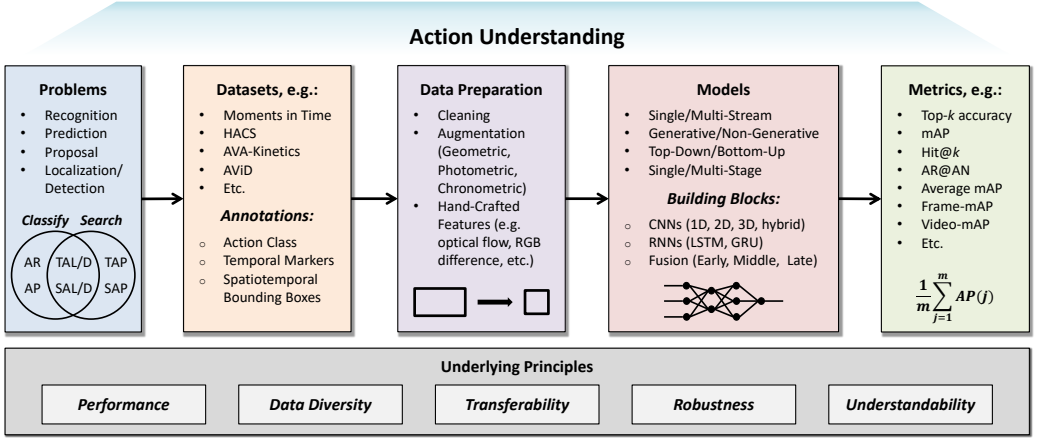 Action Understanding
Problems
• Recognition
• Prediction
• Proposal
• Localization/
Detection
Classify Search
AR TAL/D TAP
AP SAL/D SAP
Datasets, e.g.:
• Moments in Time
• HACS
• AVA-Kinetics
• AViD
• Etc.
Annotations:
o Action Class
o Temporal Markers
o Spatiotemporal
Bounding Boxes
Data Preparation
• Cleaning
• Augmentation
(Geometric,
Photometric,
Chronometric)
• Hand-Crafted
Features (e.g.
optical flow, RGB
difference, etc.)
Models
• Single/Multi-Stream
• Generative/Non-Generative
• Top-Down/Bottom-Up
• Single/Multi-Stage
Building Blocks:
o CNNs (1D, 2D, 3D, hybrid)
o RNNs (LSTM, GRU)
o Fusion (Early, Middle, Late)
Metrics, e.g.:
• Top-k accuracy
• mAP
• Hit@k
• AR@AN
• Average mAP
• Frame-mAP
• Video-mAP
• Etc.
1/m ∑_{j=1}^{m} AP(j)
Underlying Principles
Performance
Data Diversity
Transferability
Robustness
Understandability